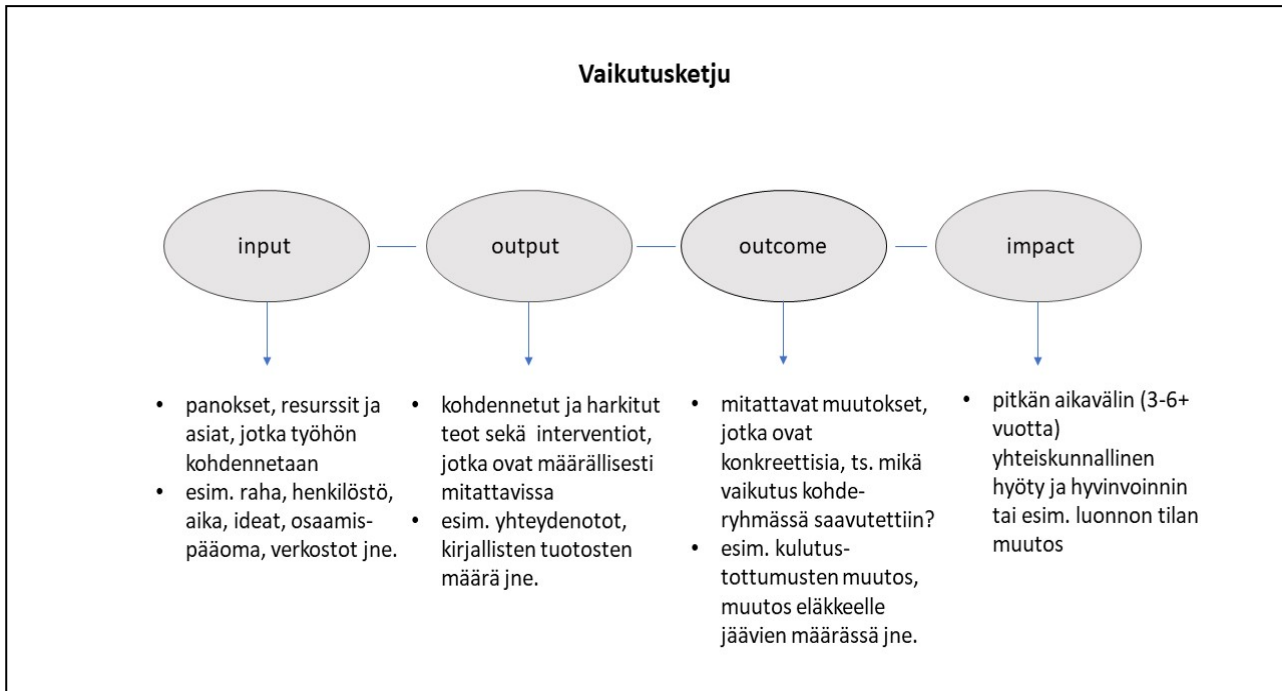 Vaikutusketju
input
output
outcome
impact
• panokset, resurssit ja
asiat, jotka työhön
kohdennetaan
• esim. raha, henkilöstö,
aika, ideat, osaamis-
pääoma, verkostot jne.
• kohdennetut ja harkitut
teot sekä interventiot,
jotka ovat määrällisesti
mitattavissa
• esim. yhteydenotot,
kirjallisten tuotosten
määrä jne.
• mitattavat muutokset,
jotka ovat
konkreettisia, ts. mikä
vaikutus kohde-
ryhmässä saavutettiin?
• esim. kulutus-
tottumusten muutos,
muutos eläkkeelle
jäävien määrässä jne.
• pitkän aikavälin (3-6+
vuotta)
yhteiskunnallinen
hyöty ja hyvinvoinnin
tai esim. luonnon tilan
muutos